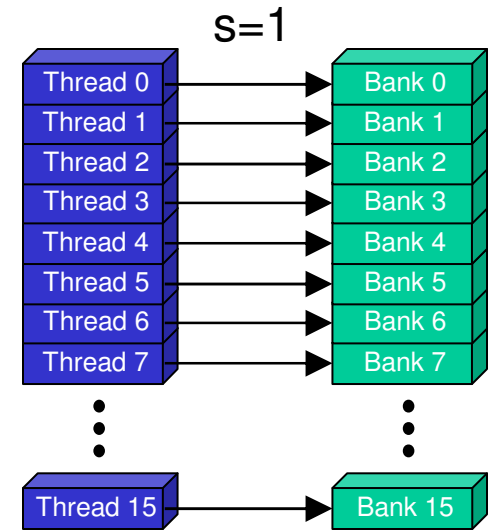 s=1
Thread 0 Bank 0
Thread 1 Bank 1
Thread 2 Bank 2
Thread 3 Bank 3
Thread 4 Bank 4
Thread 5 Bank 5
Thread 6 Bank 6
Thread 7 Bank 7
Thread 15 Bank 15